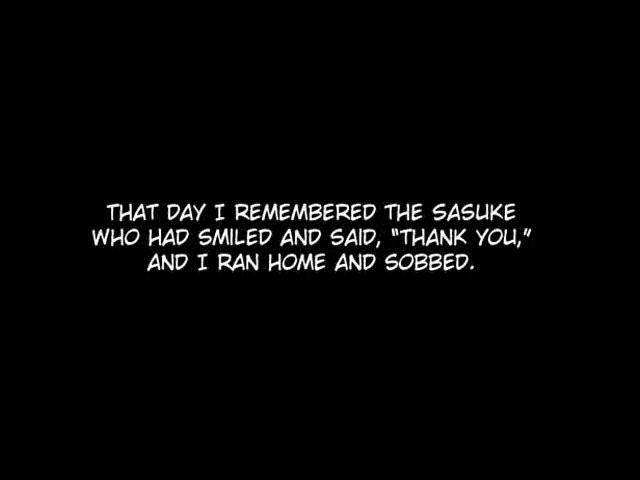 THAT DAY I REMEMBERED THE SASUKE
WHO HAD SMILED AND SAID, "THANK YOU,"
AND I RAN HOME AND SOBBED.